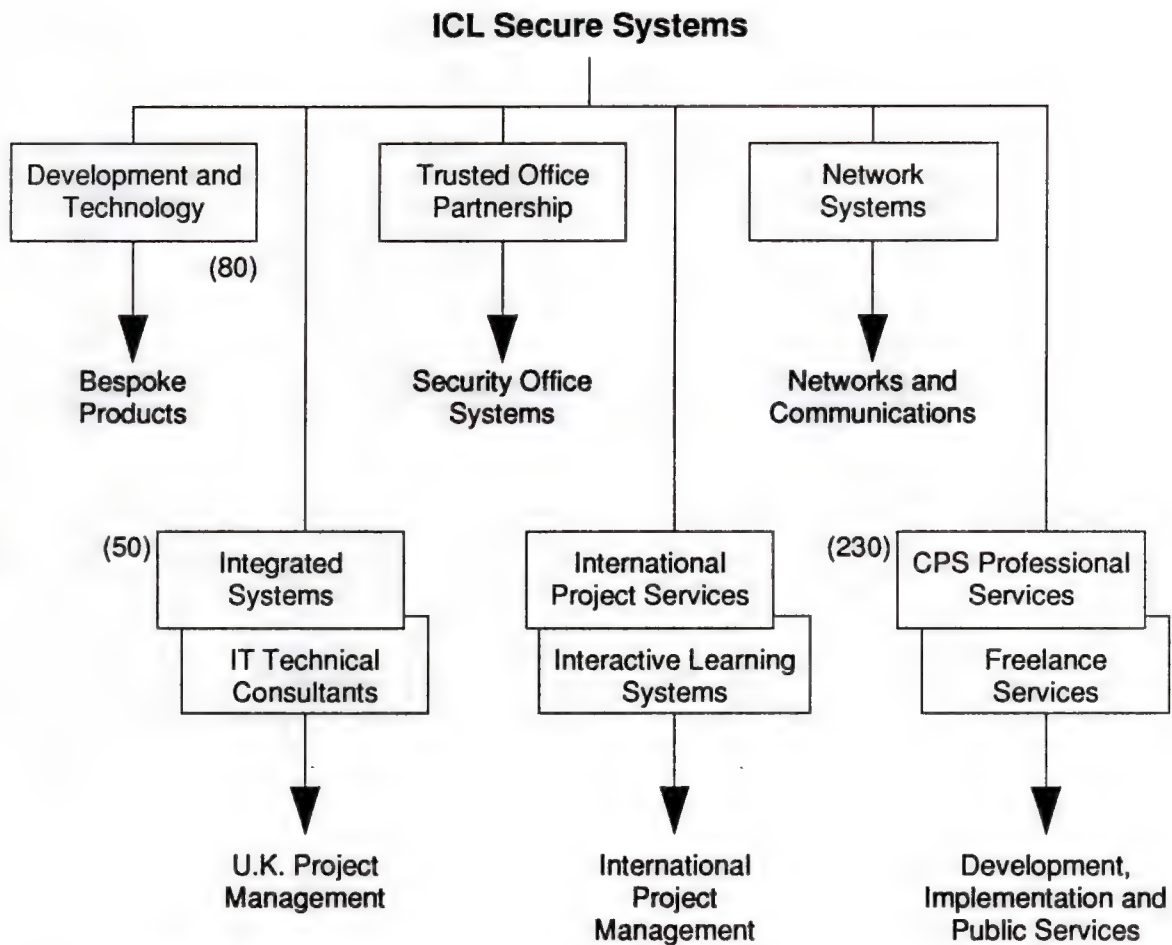 ICL Secure Systems
Development and
Technology
(80)
Bespoke
Products
Trusted Office
Partnership
Security Office
Systems
Network
Systems
Networks and
Communications
(50)
Integrated
Systems
IT Technical
Consultants
U.K. Project
Management
International
Project Services
Interactive Learning
Systems
International
Project
Management
(230)
CPS Professional
Services
Freelance
Services
Development,
Implementation and
Public Services